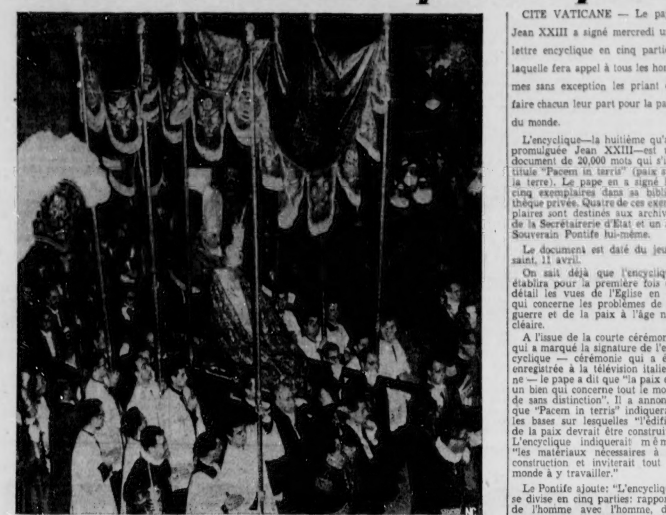 CITE VATICANE — Le pa
Jean XXIII a signé mercredi u
lettre encyclique en cinq partie
laquelle fera appel à tous les hom
mes sans exception les priant
faire chacun leur part pour la pa
du monde.
L'encyclique—la huitième qu'
promulguée Jean XXIII—est
document de 20,000 mots qui s'i
titule "Pacem in terris" (paix s
la terre). Le pape en a signé
cinq exemplaires dans sa bibli
thèque privée. Quatre de ces exem
plaires sont destinés aux archiv
de la Secrétairerie d'Etat et un
Souverain Pontife lui-même.
Le document est daté du jeu
saint, 11 avril.
On sait déjà que l'encycliq
établira pour la première fois
détail les vues de l'Eglise en
qui concerne les problèmes de
guerre et de la paix à l'âge n
cléaire.
A l'issue de la courte cérémon
qui a marqué la signature de l'e
cyclique — cérémonie qui a é
enregistrée à la télévision italie
ne — le pape a dit que "la paix e
un bien qui concerne tout le mo
de sans distinction". Il a annon
que "Pacem in terris" indiquera
les bases sur lesquelles "l'édifi
de la paix devrait être construi
L'encyclique indiquerait mêm
"les matériaux nécessaires à
construction et inviterait tout
monde à y travailler."
Le Pontife ajoute: "L'encycliq
se divise en cinq parties: rappor
de l'homme avec l'homme, d
NC